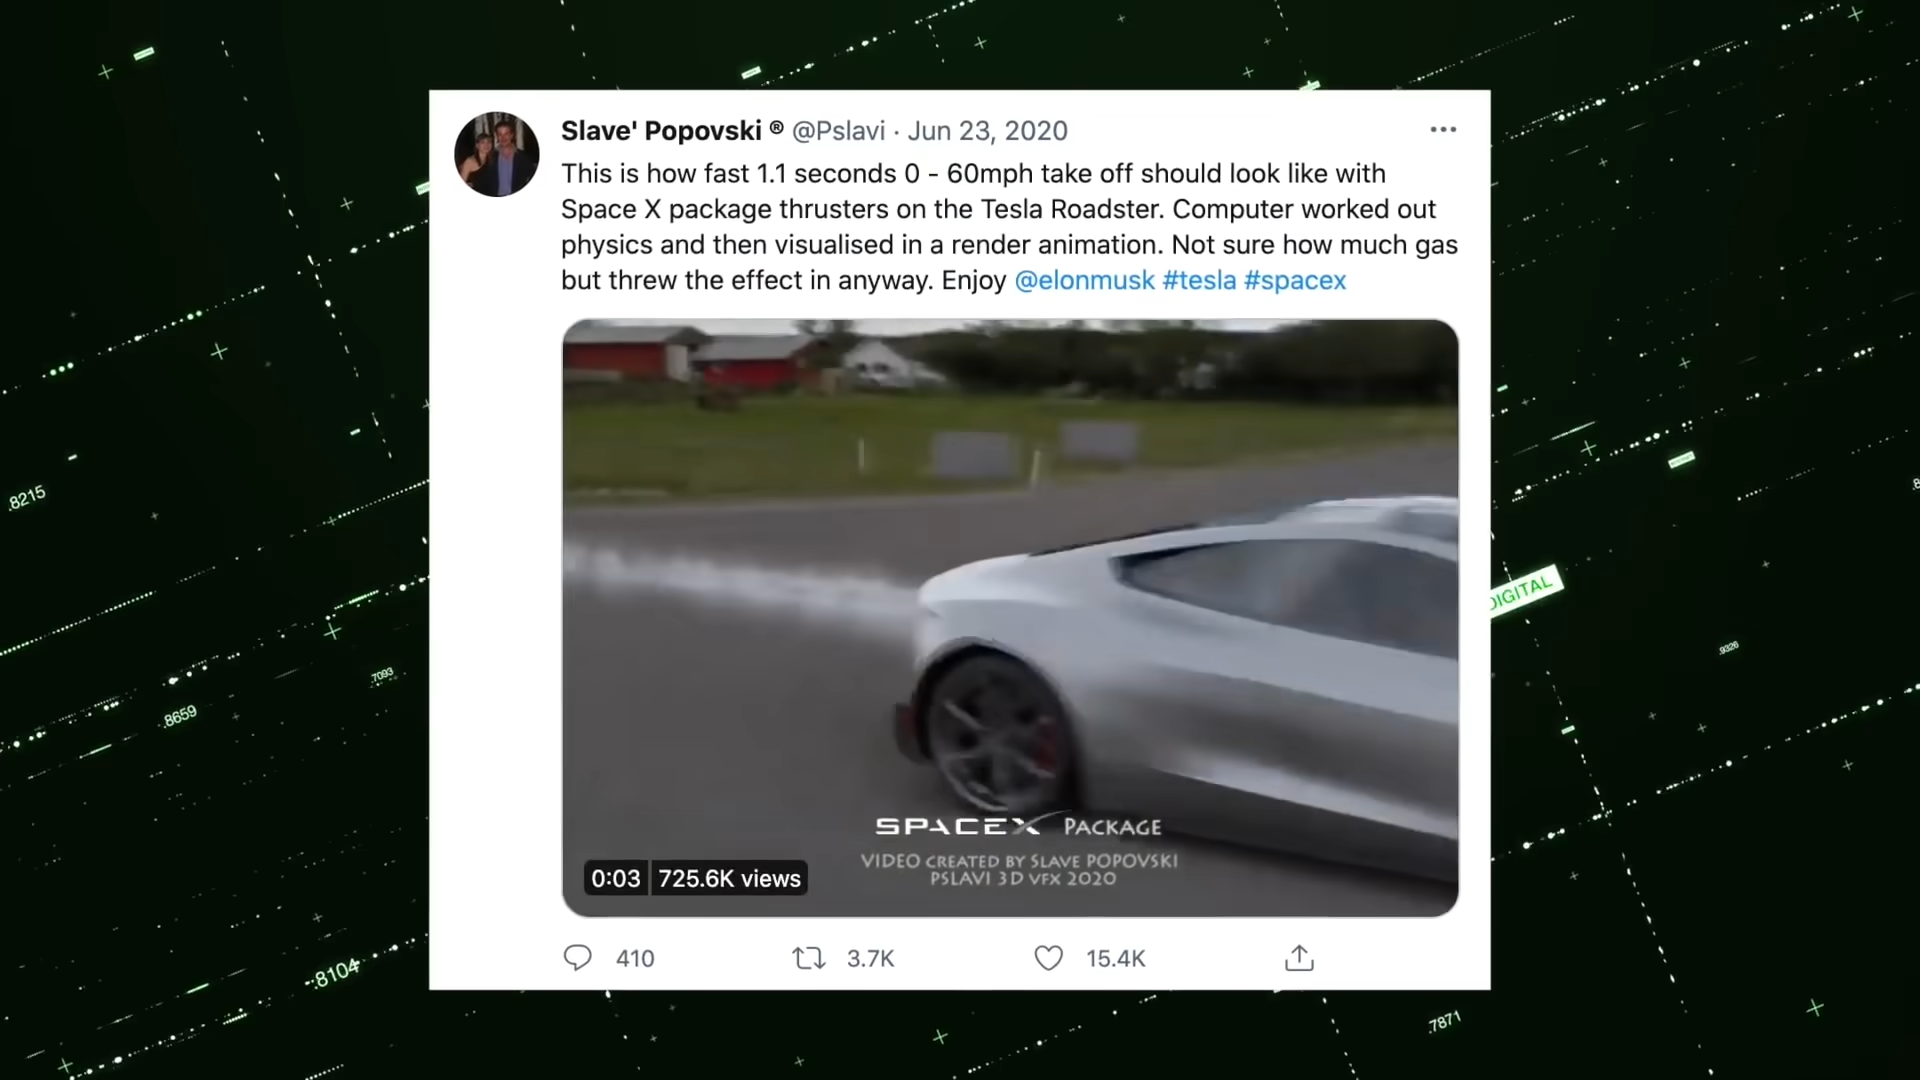 Slave' Popovski ® @Pslavi · Jun 23, 2020
This is how fast 1.1 seconds 0 - 60mph take off should look like with
Space X package thrusters on the Tesla Roadster. Computer worked out
physics and then visualised in a render animation. Not sure how much gas
but threw the effect in anyway. Enjoy @elonmusk #tesla #spacex
.8215
DIGITAL
.9326
.7093
.8659
SPACEX PACKAGE
VIDEO CREATED BY SLAVE POPOVSKI
PSLAVI 3D VFX 2020
0:03 725.6K views
410 3.7K 15.4K
.8104
.7871